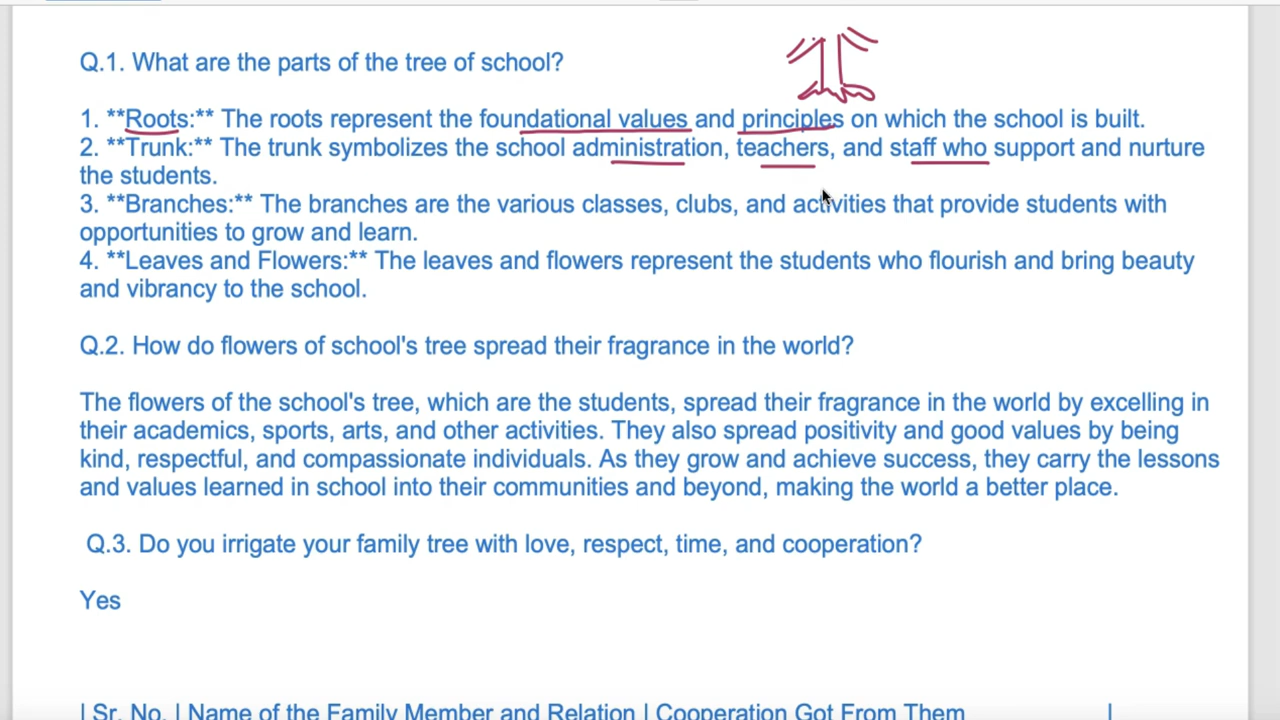 Q.1. What are the parts of the tree of school?
1. **Roots:** The roots represent the foundational values and principles on which the school is built.
2. **Trunk:** The trunk symbolizes the school administration, teachers, and staff who support and nurture
the students.
3. **Branches:** The branches are the various classes, clubs, and activities that provide students with
opportunities to grow and learn.
4. **Leaves and Flowers:** The leaves and flowers represent the students who flourish and bring beauty
and vibrancy to the school.
Q.2. How do flowers of school's tree spread their fragrance in the world?
The flowers of the school's tree, which are the students, spread their fragrance in the world by excelling in
their academics, sports, arts, and other activities. They also spread positivity and good values by being
kind, respectful, and compassionate individuals. As they grow and achieve success, they carry the lessons
and values learned in school into their communities and beyond, making the world a better place.
Q.3. Do you irrigate your family tree with love, respect, time, and cooperation?
Yes
| Sr. No. | Name of the Family Member and Relation | Cooperation Got From Them |